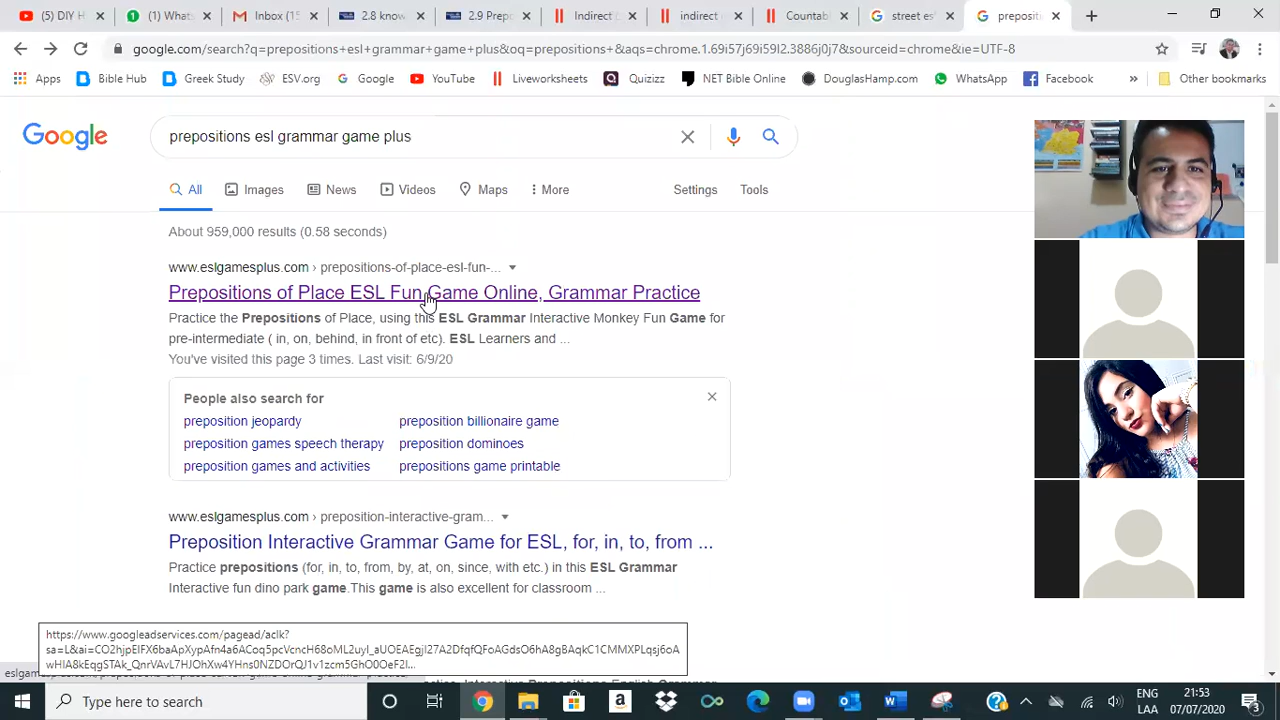 (5) DIY H
(1) Whats
Inbox (15
2.8 know
2.9 Prepo
Indirect D
indirect
Countab
street es
preposit
google.com/search?q=prepositions+esl+grammar+game+plus&oq=prepositions+&aqs=chrome.1.69i57j69i59l2.3886j0j7&sourceid=chrome&ie=UTF-8
Apps
Bible Hub
Greek Study
ESV.org
Google
YouTube
Liveworksheets
Quizizz
NET Bible Online
DouglasHamp.com
WhatsApp
Facebook
»
Other bookmarks
Google
prepositions esl grammar game plus
All
Images
News
Videos
Maps
More
Settings
Tools
About 959,000 results (0.58 seconds)
www.eslgamesplus.com › prepositions-of-place-esl-fun-...
Prepositions of Place ESL Fun Game Online, Grammar Practice
Practice the Prepositions of Place, using this ESL Grammar Interactive Monkey Fun Game for
pre-intermediate ( in, on, behind, in front of etc). ESL Learners and ...
You've visited this page 3 times. Last visit: 6/9/20
People also search for
preposition jeopardy
preposition billionaire game
preposition games speech therapy
preposition dominoes
preposition games and activities
prepositions game printable
www.eslgamesplus.com › preposition-interactive-gram...
Preposition Interactive Grammar Game for ESL, for, in, to, from ...
Practice prepositions (for, in, to, from, by, at, on, since, with etc.) in this ESL Grammar
Interactive fun dino park game.This game is also excellent for classroom ...
https://www.googleadservices.com/pagead/aclk?
Type here to search
ENG
LAA
21:53
07/07/2020
3